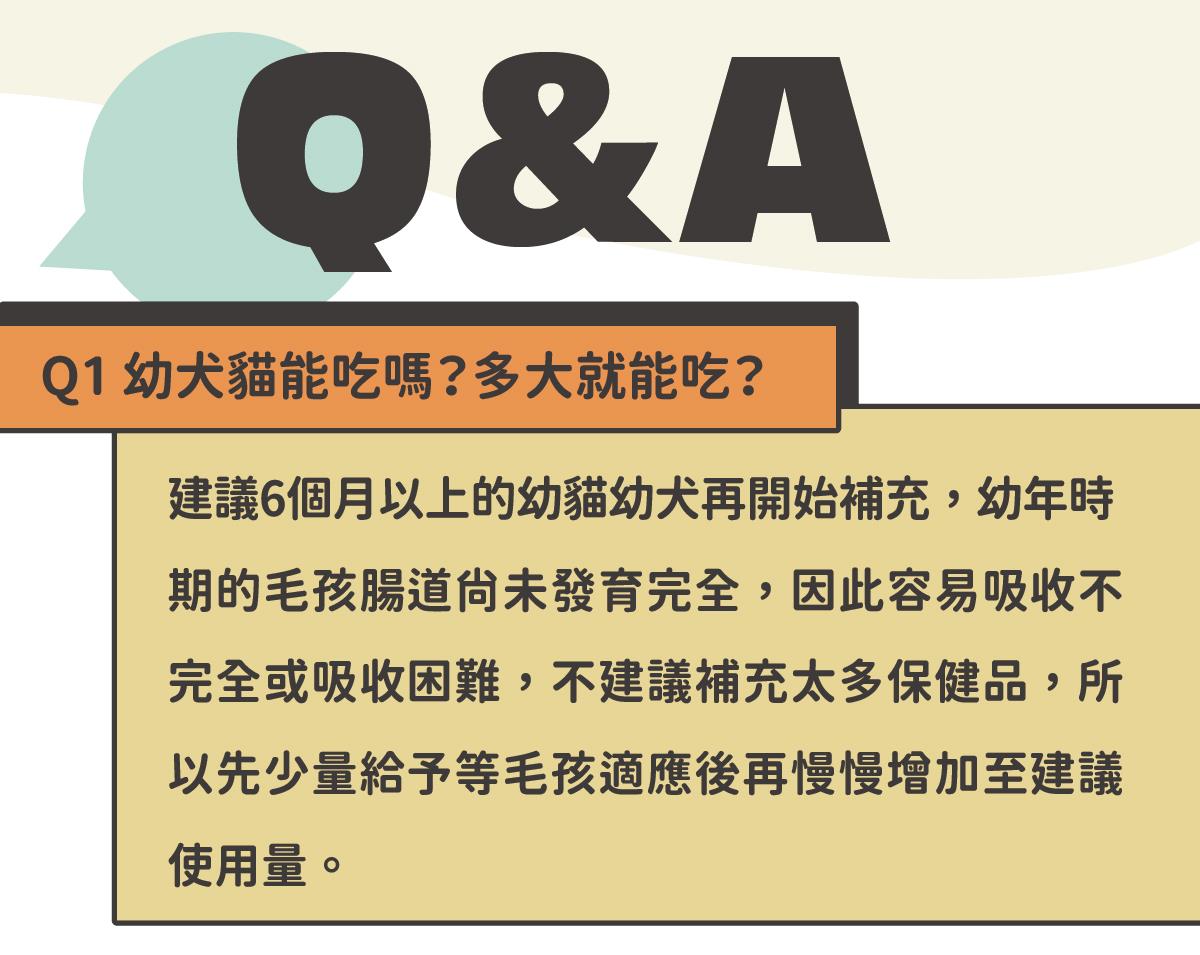 Q&A
Q1 幼犬貓能吃嗎?多大就能吃?
建議6個月以上的幼貓幼犬再開始補充，幼年時
期的毛孩腸道尚未發育完全，因此容易吸收不
完全或吸收困難，不建議補充太多保健品，所
以先少量給予等毛孩適應後再慢慢增加至建議
使用量。